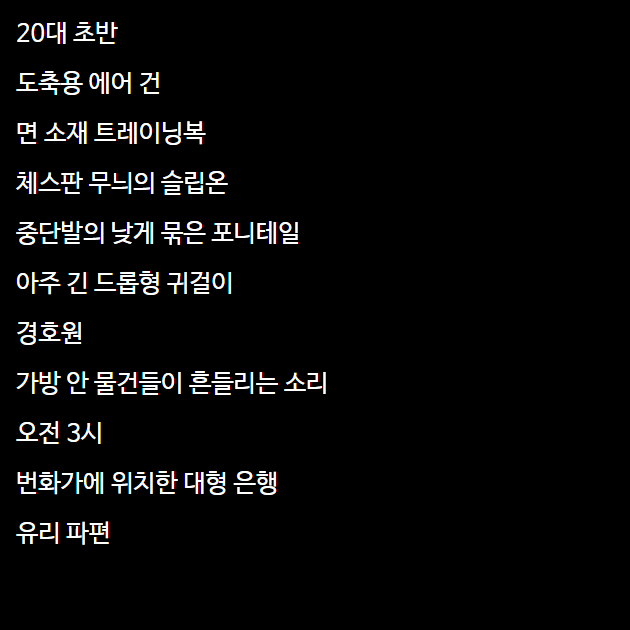 20대 초반
도축용 에어 건
면 소재 트레이닝복
체스판 무늬의 슬립온
중단발의 낮게 묶은 포니테일
아주 긴 드롭형 귀걸이
경호원
가방 안 물건들이 흔들리는 소리
오전 3시
번화가에 위치한 대형 은행
유리 파편